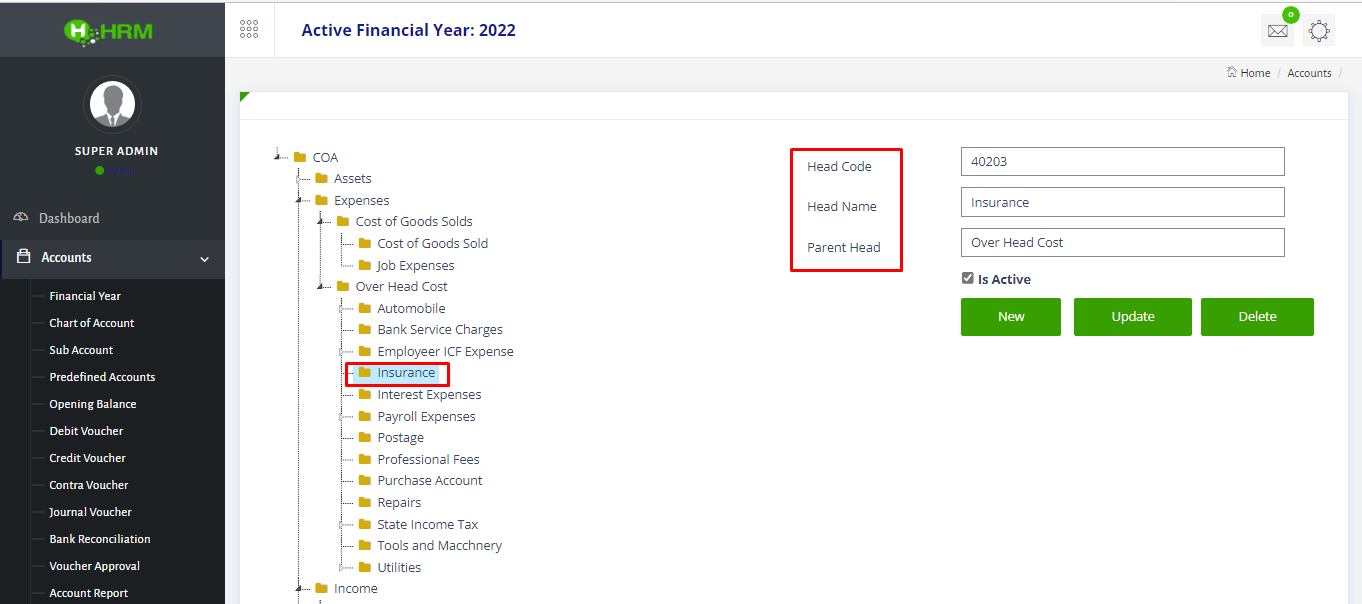 H HRM
Active Financial Year: 2022
0
Home / Accounts /
SUPER ADMIN
Dashboard
Accounts
Financial Year
Chart of Account
Sub Account
Predefined Accounts
Opening Balance
Debit Voucher
Credit Voucher
Contra Voucher
Journal Voucher
Bank Reconciliation
Voucher Approval
Account Report
COA
Assets
Expenses
Cost of Goods Solds
Cost of Goods Sold
Job Expenses
Over Head Cost
Automobile
Bank Service Charges
Employeer ICF Expense
Insurance
Interest Expenses
Payroll Expenses
Postage
Professional Fees
Purchase Account
Repairs
State Income Tax
Tools and Macchnery
Utilities
Income
Head Code 40203
Head Name Insurance
Parent Head Over Head Cost
Is Active
New Update Delete